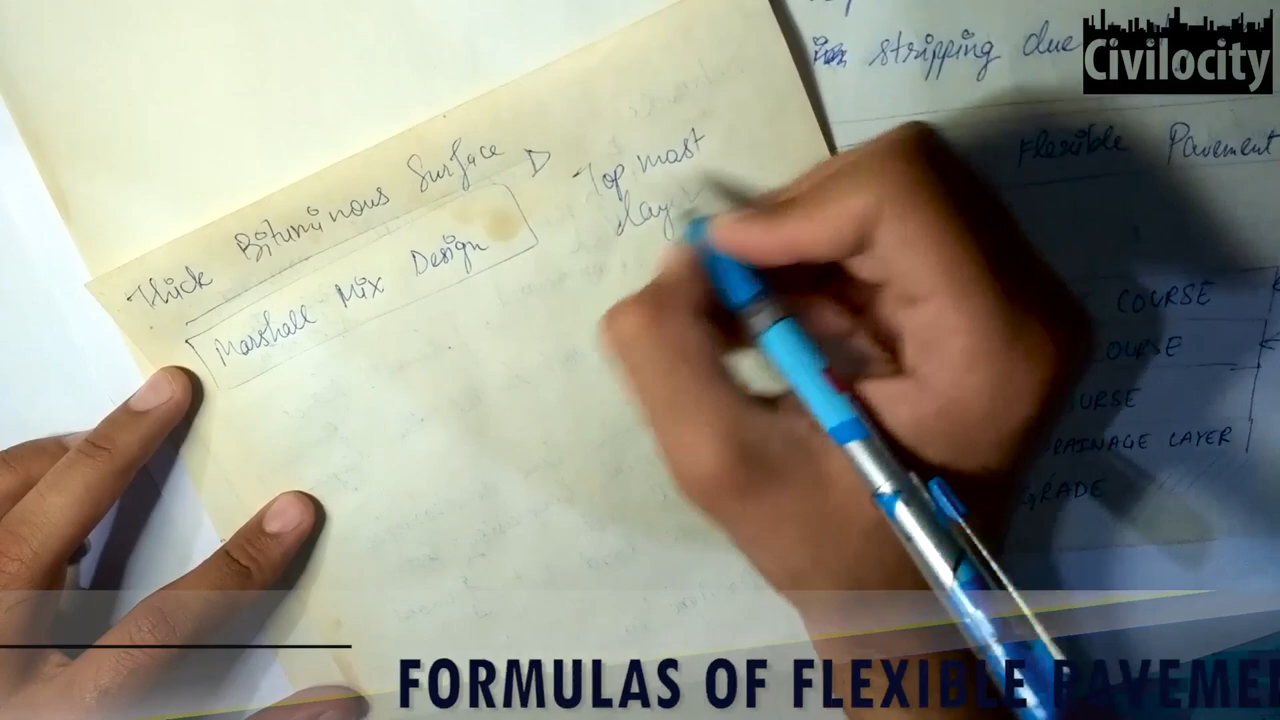 Thick Bituminous Surface
Marshall Mix Design
Top most
stripping due
Civilocity
Flexible Pavement
COURSE
OURSE
URSE
RAINAGE LAYER
GRADE
FORMULAS OF FLEXIBLE PAVEME